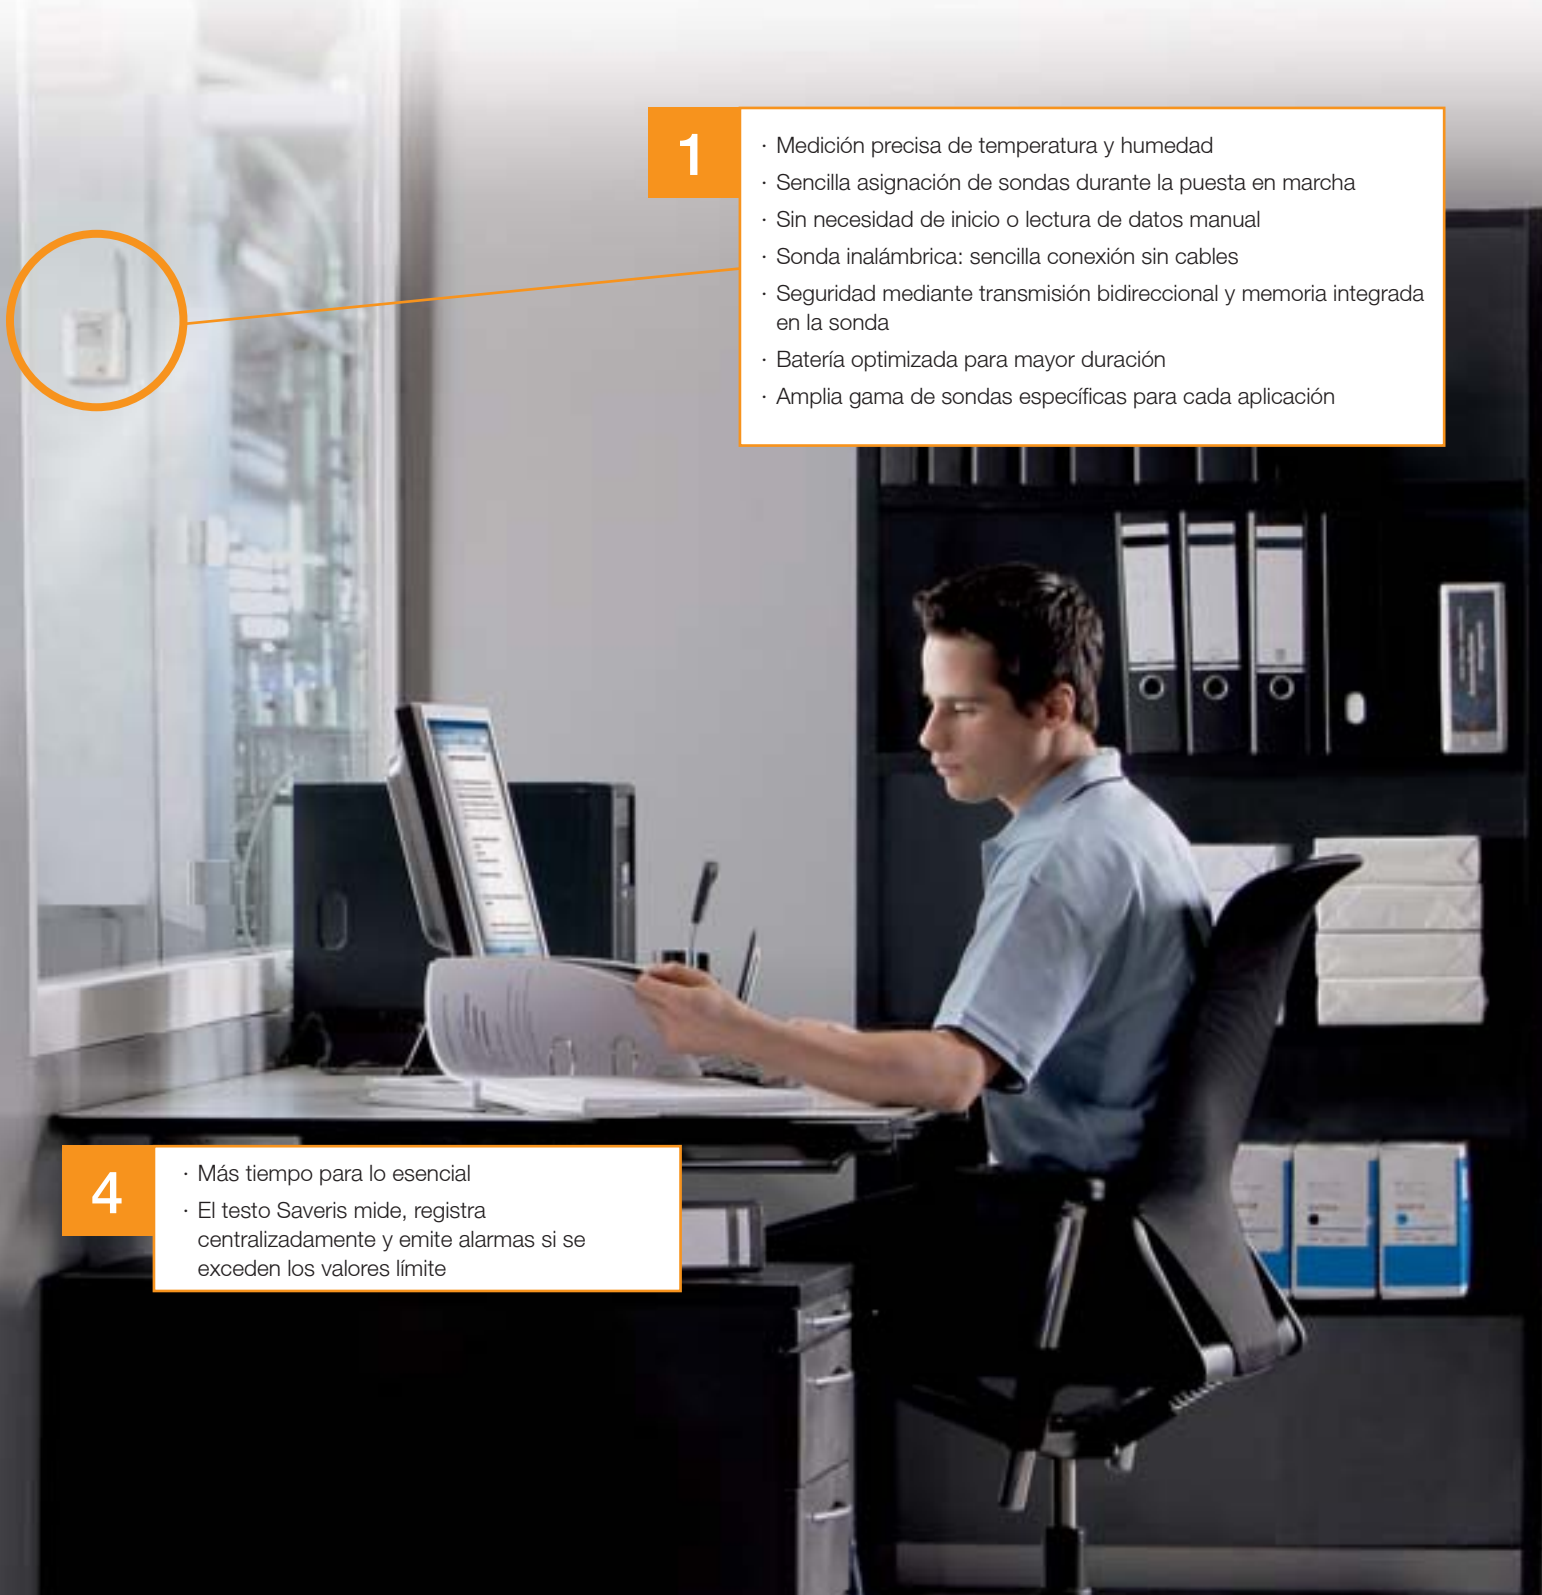 1
· Medición precisa de temperatura y humedad
· Sencilla asignación de sondas durante la puesta en marcha
· Sin necesidad de inicio o lectura de datos manual
· Sonda inalámbrica: sencilla conexión sin cables
· Seguridad mediante transmisión bidireccional y memoria integrada
en la sonda
· Batería optimizada para mayor duración
· Amplia gama de sondas específicas para cada aplicación
4
· Más tiempo para lo esencial
· El testo Saveris mide, registra
centralizadamente y emite alarmas si se
exceden los valores límite